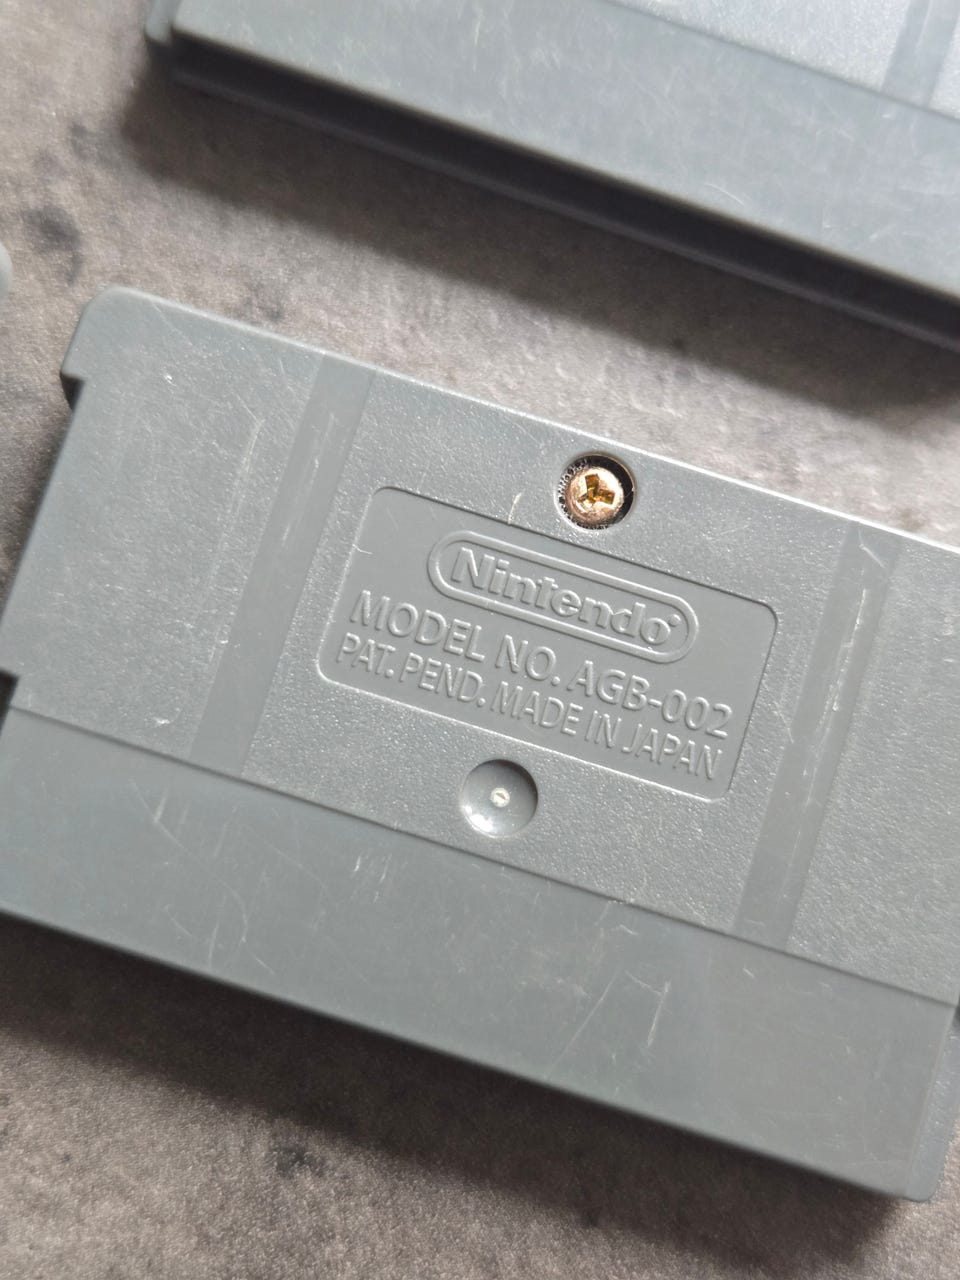 Nintendo
MODEL NO. AGB-002
PAT. PEND. MADE IN JAPAN